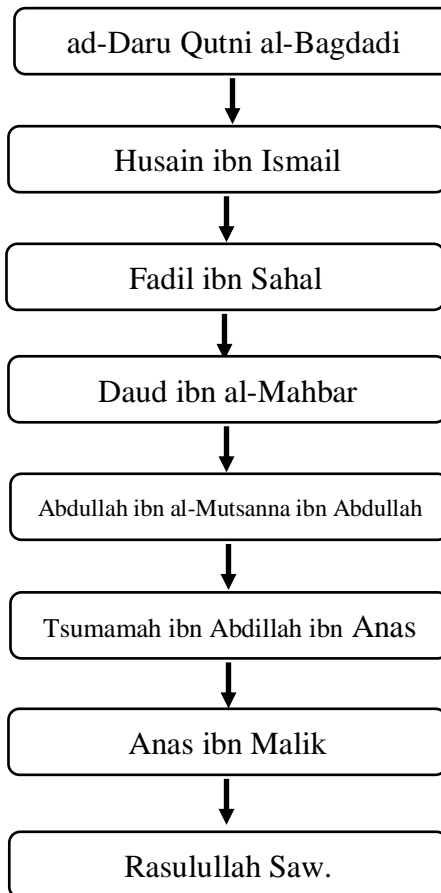 ad-Daru Qutni al-Bagdadi
Husain ibn Ismail
Fadil ibn Sahal
Daud ibn al-Mahbar
Abdullah ibn al-Mutsanna ibn Abdullah
Tsumamah ibn Abdillah ibn Anas
Anas ibn Malik
Rasulullah Saw.